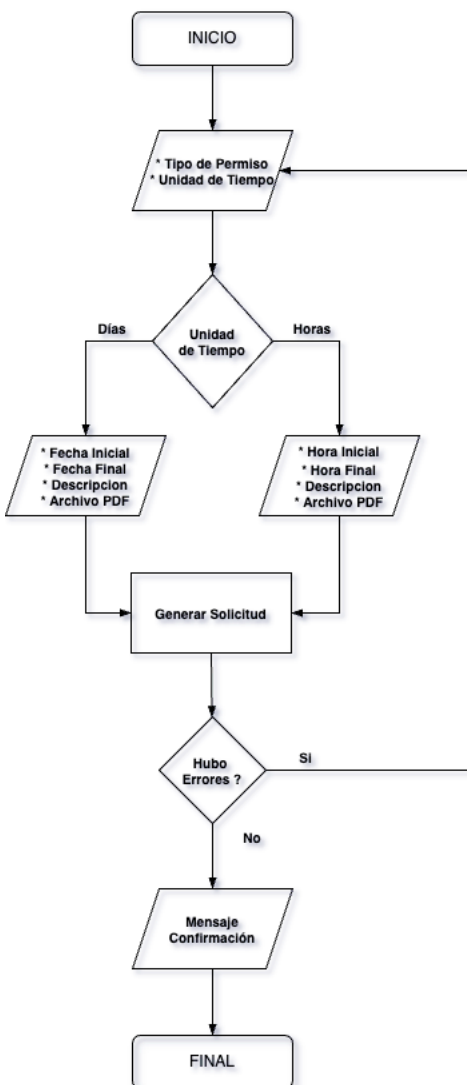 INICIO
* Tipo de Permiso
* Unidad de Tiempo
Unidad
de Tiempo
Días
Horas
* Fecha Inicial
* Fecha Final
* Descripcion
* Archivo PDF
* Hora Inicial
* Hora Final
* Descripcion
* Archivo PDF
Generar Solicitud
Hubo
Errores ?
Si
No
Mensaje
Confirmación
FINAL